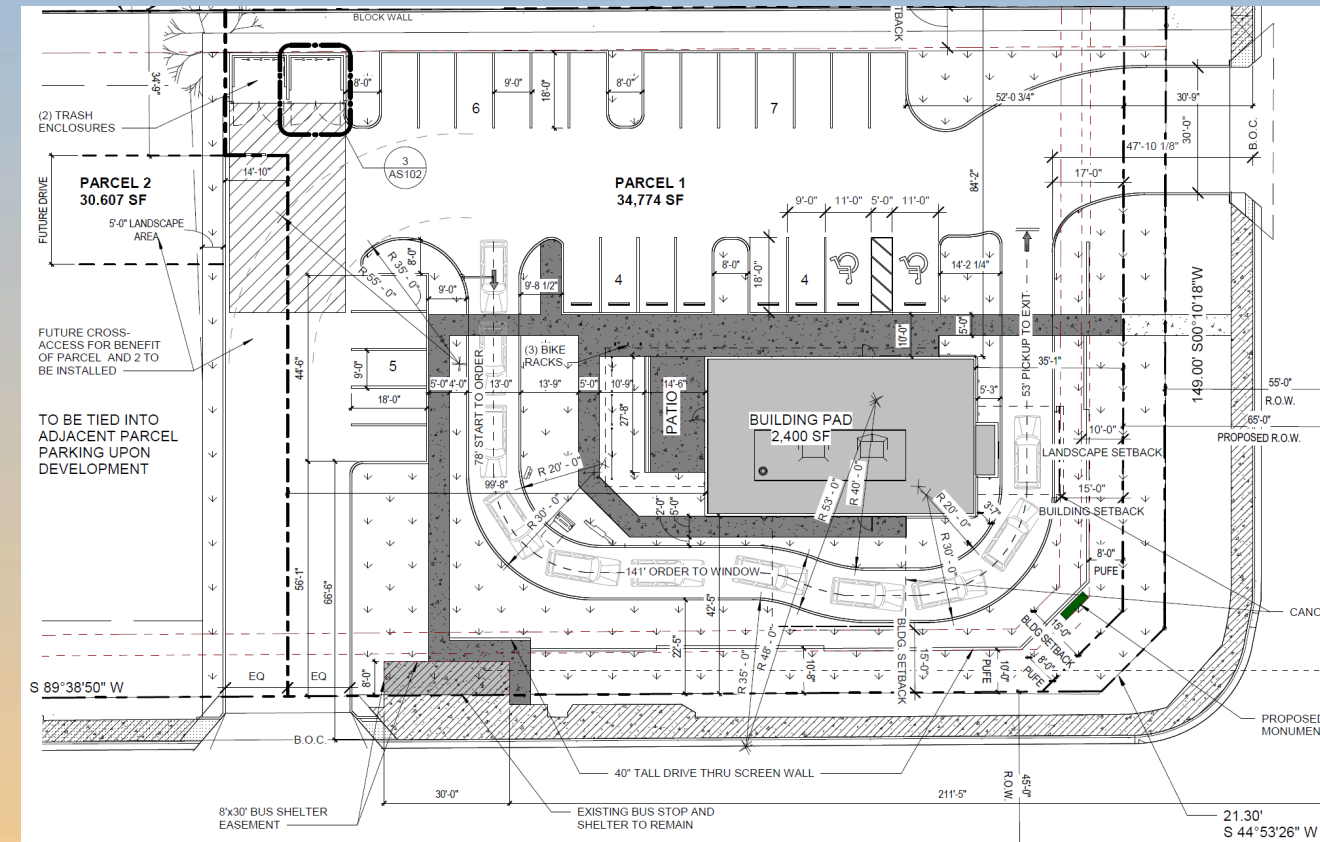 BLOCK WALL
TBACK
34'-9"
8'-0"
9'-0"
18'-0"
6
8'-0"
7
52'-0 3/4"
30'-9"
(2) TRASH
ENCLOSURES
3
AS102
47'-10 1/8"
30'-0"
B.O.C.
14'-10"
17'-0"
84'-2"
PARCEL 2
30.607 SF
PARCEL 1
34,774 SF
FUTURE DRIVE
5'-0" LANDSCAPE
AREA
9'-0"
11'-0"
5'-0"
11'-0"
R 35' - 0"
R 55' - 0"
8'-0"
9'-0"
9'-8 1/2"
4
8'-0"
18'-0"
4
14'-2 1/4"
149.00' S00°10'18"W
FUTURE CROSS-
ACCESS FOR BENEFIT
OF PARCEL AND 2 TO
BE INSTALLED
44'-6"
9'-0"
5
18'-0"
(3) BIKE
RACKS
10'-0"
5'-0"
35'-1"
53' PICKUP TO EXIT
78' START TO ORDER
5'-0"
4'-0"
13'-0"
13'-9"
5'-0"
10'-9"
14'-6"
5'-3"
55'-0"
R.O.W.
65'-0"
PROPOSED R.O.W.
TO BE TIED INTO
ADJACENT PARCEL
PARKING UPON
DEVELOPMENT
27'-8"
PATIO
BUILDING PAD
2,400 SF
10'-0"
LANDSCAPE SETBACK
R 20' - 0"
99'-8"
R 30' - 0"
2'-0"
5'-0"
R 53' - 0"
R 40' - 0"
R 20' - 0"
3'-7"
R 30' - 0"
15'-0"
BUILDING SETBACK
8'-0"
PUFE
56'-1"
66'-6"
141' ORDER TO WINDOW
42'-5"
22'-5"
CANO
15'-0"
BLDG SETBACK
8'-0"
PUFE
R 35' - 0"
R 48' - 0"
10'-8"
BLDG. SETBACK
15'-0"
PUFE
10'-0"
S 89°38'50" W
EQ
EQ
8'-0"
B.O.C.
PROPOSED
MONUMEN
40" TALL DRIVE THRU SCREEN WALL
30'-0"
R.O.W.
45'-0"
211'-5"
8'x30' BUS SHELTER
EASEMENT
EXISTING BUS STOP AND
SHELTER TO REMAIN
21.30'
S 44°53'26" W